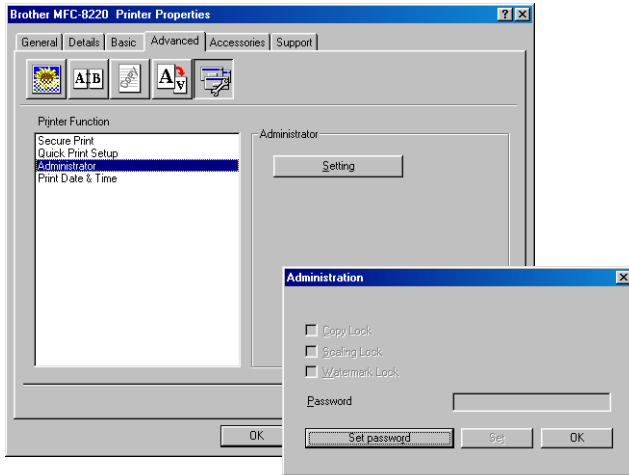 Brother MFC-8220 Printer Properties
General Details Basic Advanced Accessories Support
A B
A V
Printer Function
Secure Print
Quick Print Setup
Administrator
Print Date & Time
Administrator
Setting
OK
Administration
Copy Lock
Scaling Lock
Watermark Lock
Password
Set password Set OK